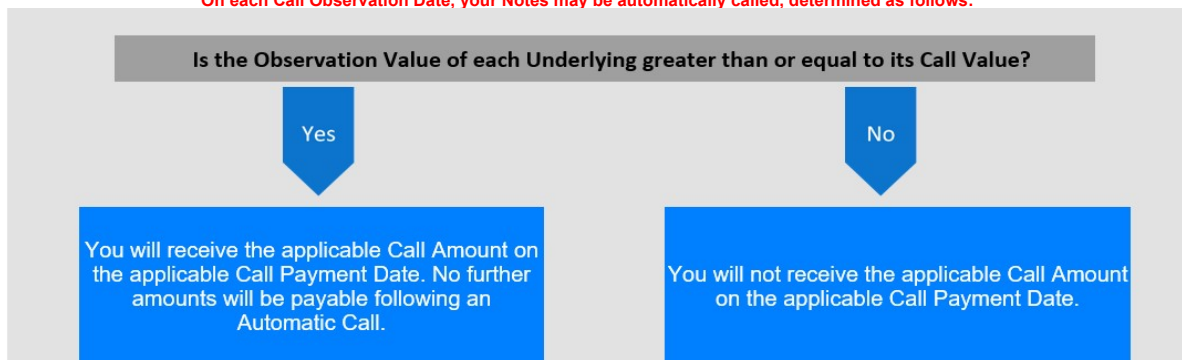 On each Call Observation Date, your Notes may be automatically called, determined as follows:
Is the Observation Value of each Underlying greater than or equal to its Call Value?
Yes
No
You will receive the applicable Call Amount on
the applicable Call Payment Date. No further
amounts will be payable following an
Automatic Call.
You will not receive the applicable Call Amount
on the applicable Call Payment Date.